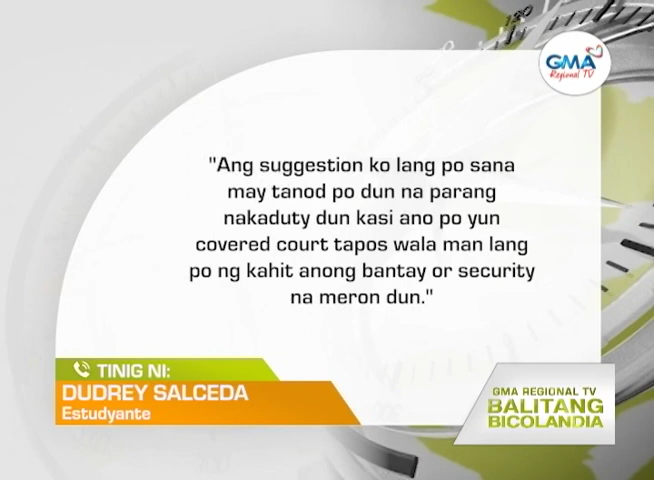 120
GMA
Regional TV
"Ang suggestion ko lang po sana
may tanod po dun na parang
nakaduty dun kasi ano po yun
covered court tapos wala man lang
po ng kahit anong bantay or security
na meron dun."
TINIG NI:
DUDREY SALCEDA
Estudyante
GMA REGIONAL TV
BALITANG
BICOLANDIA